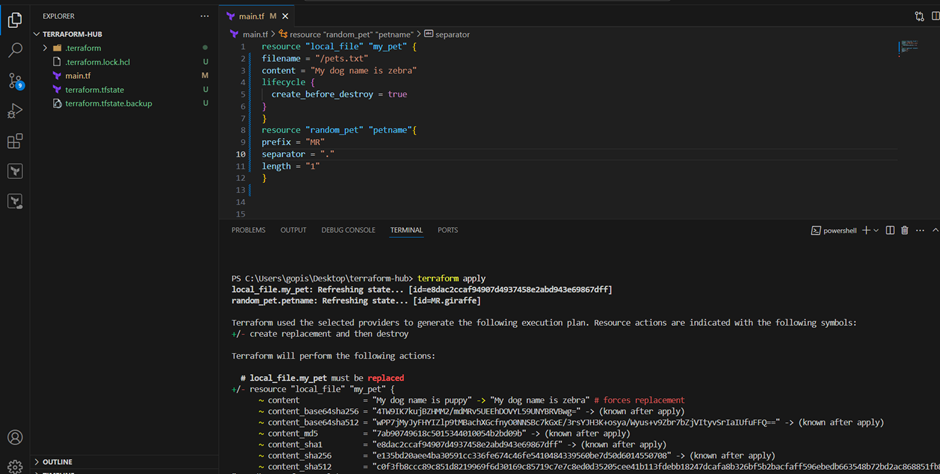 EXPLORER
TERRAFORM-HUB
.terraform
.terraform.lock.hcl U
main.tf M
terraform.tfstate U
terraform.tfstate.backup U
OUTLINE
9
main.tf M
main.tf > resource "random_pet" "petname" > separator
1 resource "local_file" "my_pet" {
2 filename = "/pets.txt"
3 content = "My dog name is zebra"
4 lifecycle {
5 create_before_destroy = true
6 }
7 }
8 resource "random_pet" "petname"{
9 prefix = "MR"
10 separator = "."
11 length = "1"
12 }
13
14
15
PROBLEMS OUTPUT DEBUG CONSOLE TERMINAL PORTS
powershell
PS C:\Users\gopis\Desktop\terraform-hub> terraform apply
local_file.my_pet: Refreshing state... [id=e8dac2ccaf94907d4937458e2abd943e69867dff]
random_pet.petname: Refreshing state... [id=MR.giraffe]
Terraform used the selected providers to generate the following execution plan. Resource actions are indicated with the following symbols:
+/- create replacement and then destroy
Terraform will perform the following actions:
# local_file.my_pet must be replaced
+/- resource "local_file" "my_pet" {
~ content = "My dog name is puppy" -> "My dog name is zebra" # forces replacement
~ content_base64sha256 = "4TW9IK7kujBZHMM2/mdMRv5UEEhDOVYL59UNYBRVBwg=" -> (known after apply)
~ content_base64sha512 = "wPP7jMyJyFHYIZlp9tMBachXGcfnyO0NNSBc7kGxE/3rsYJH3K+osya/Wyus+v9Zbr7bZjVItyvSrIaIUfuFFQ==" -> (known after apply)
~ content_md5 = "7ab90749618c5015344010054b2bd09b" -> (known after apply)
~ content_sha1 = "e8dac2ccaf94907d4937458e2abd943e69867dff" -> (known after apply)
~ content_sha256 = "e135bd20aee4ba30591cc336fe674c46fe5410484339560be7d50d6014550708" -> (known after apply)
~ content_sha512 =